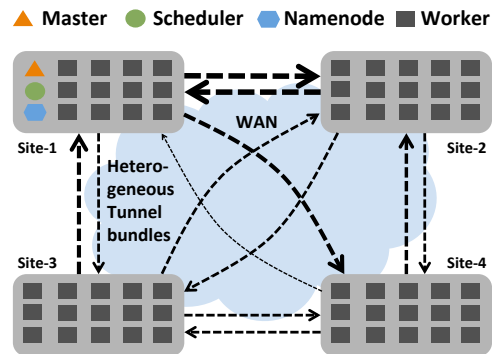 Master Scheduler Namenode Worker
WAN
Site-1
Site-2
Hetero-
geneous
Tunnel
bundles
Site-3
Site-4